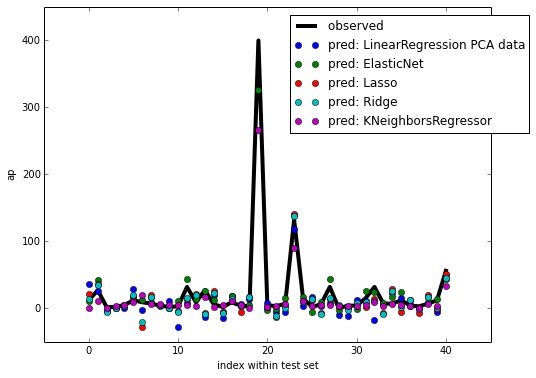 400
300
200
100
0
ap
0
10
20
30
40
index within test set
observed
pred: LinearRegression PCA data
pred: ElasticNet
pred: Lasso
pred: Ridge
pred: KNeighborsRegressor